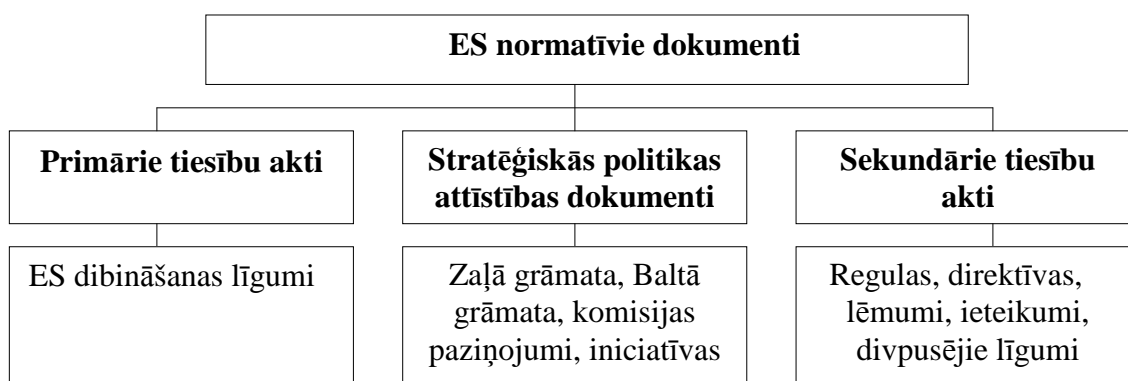 ES normatīvie dokumenti
Primārie tiesību akti
Stratēģiskās politikas
attīstības dokumenti
Sekundārie tiesību
akti
ES dibināšanas līgumi
Zaļā grāmata, Baltā
grāmata, komisijas
paziņojumi, iniciatīvas
Regulas, direktīvas,
lēmumi, ieteikumi,
divpusējie līgumi